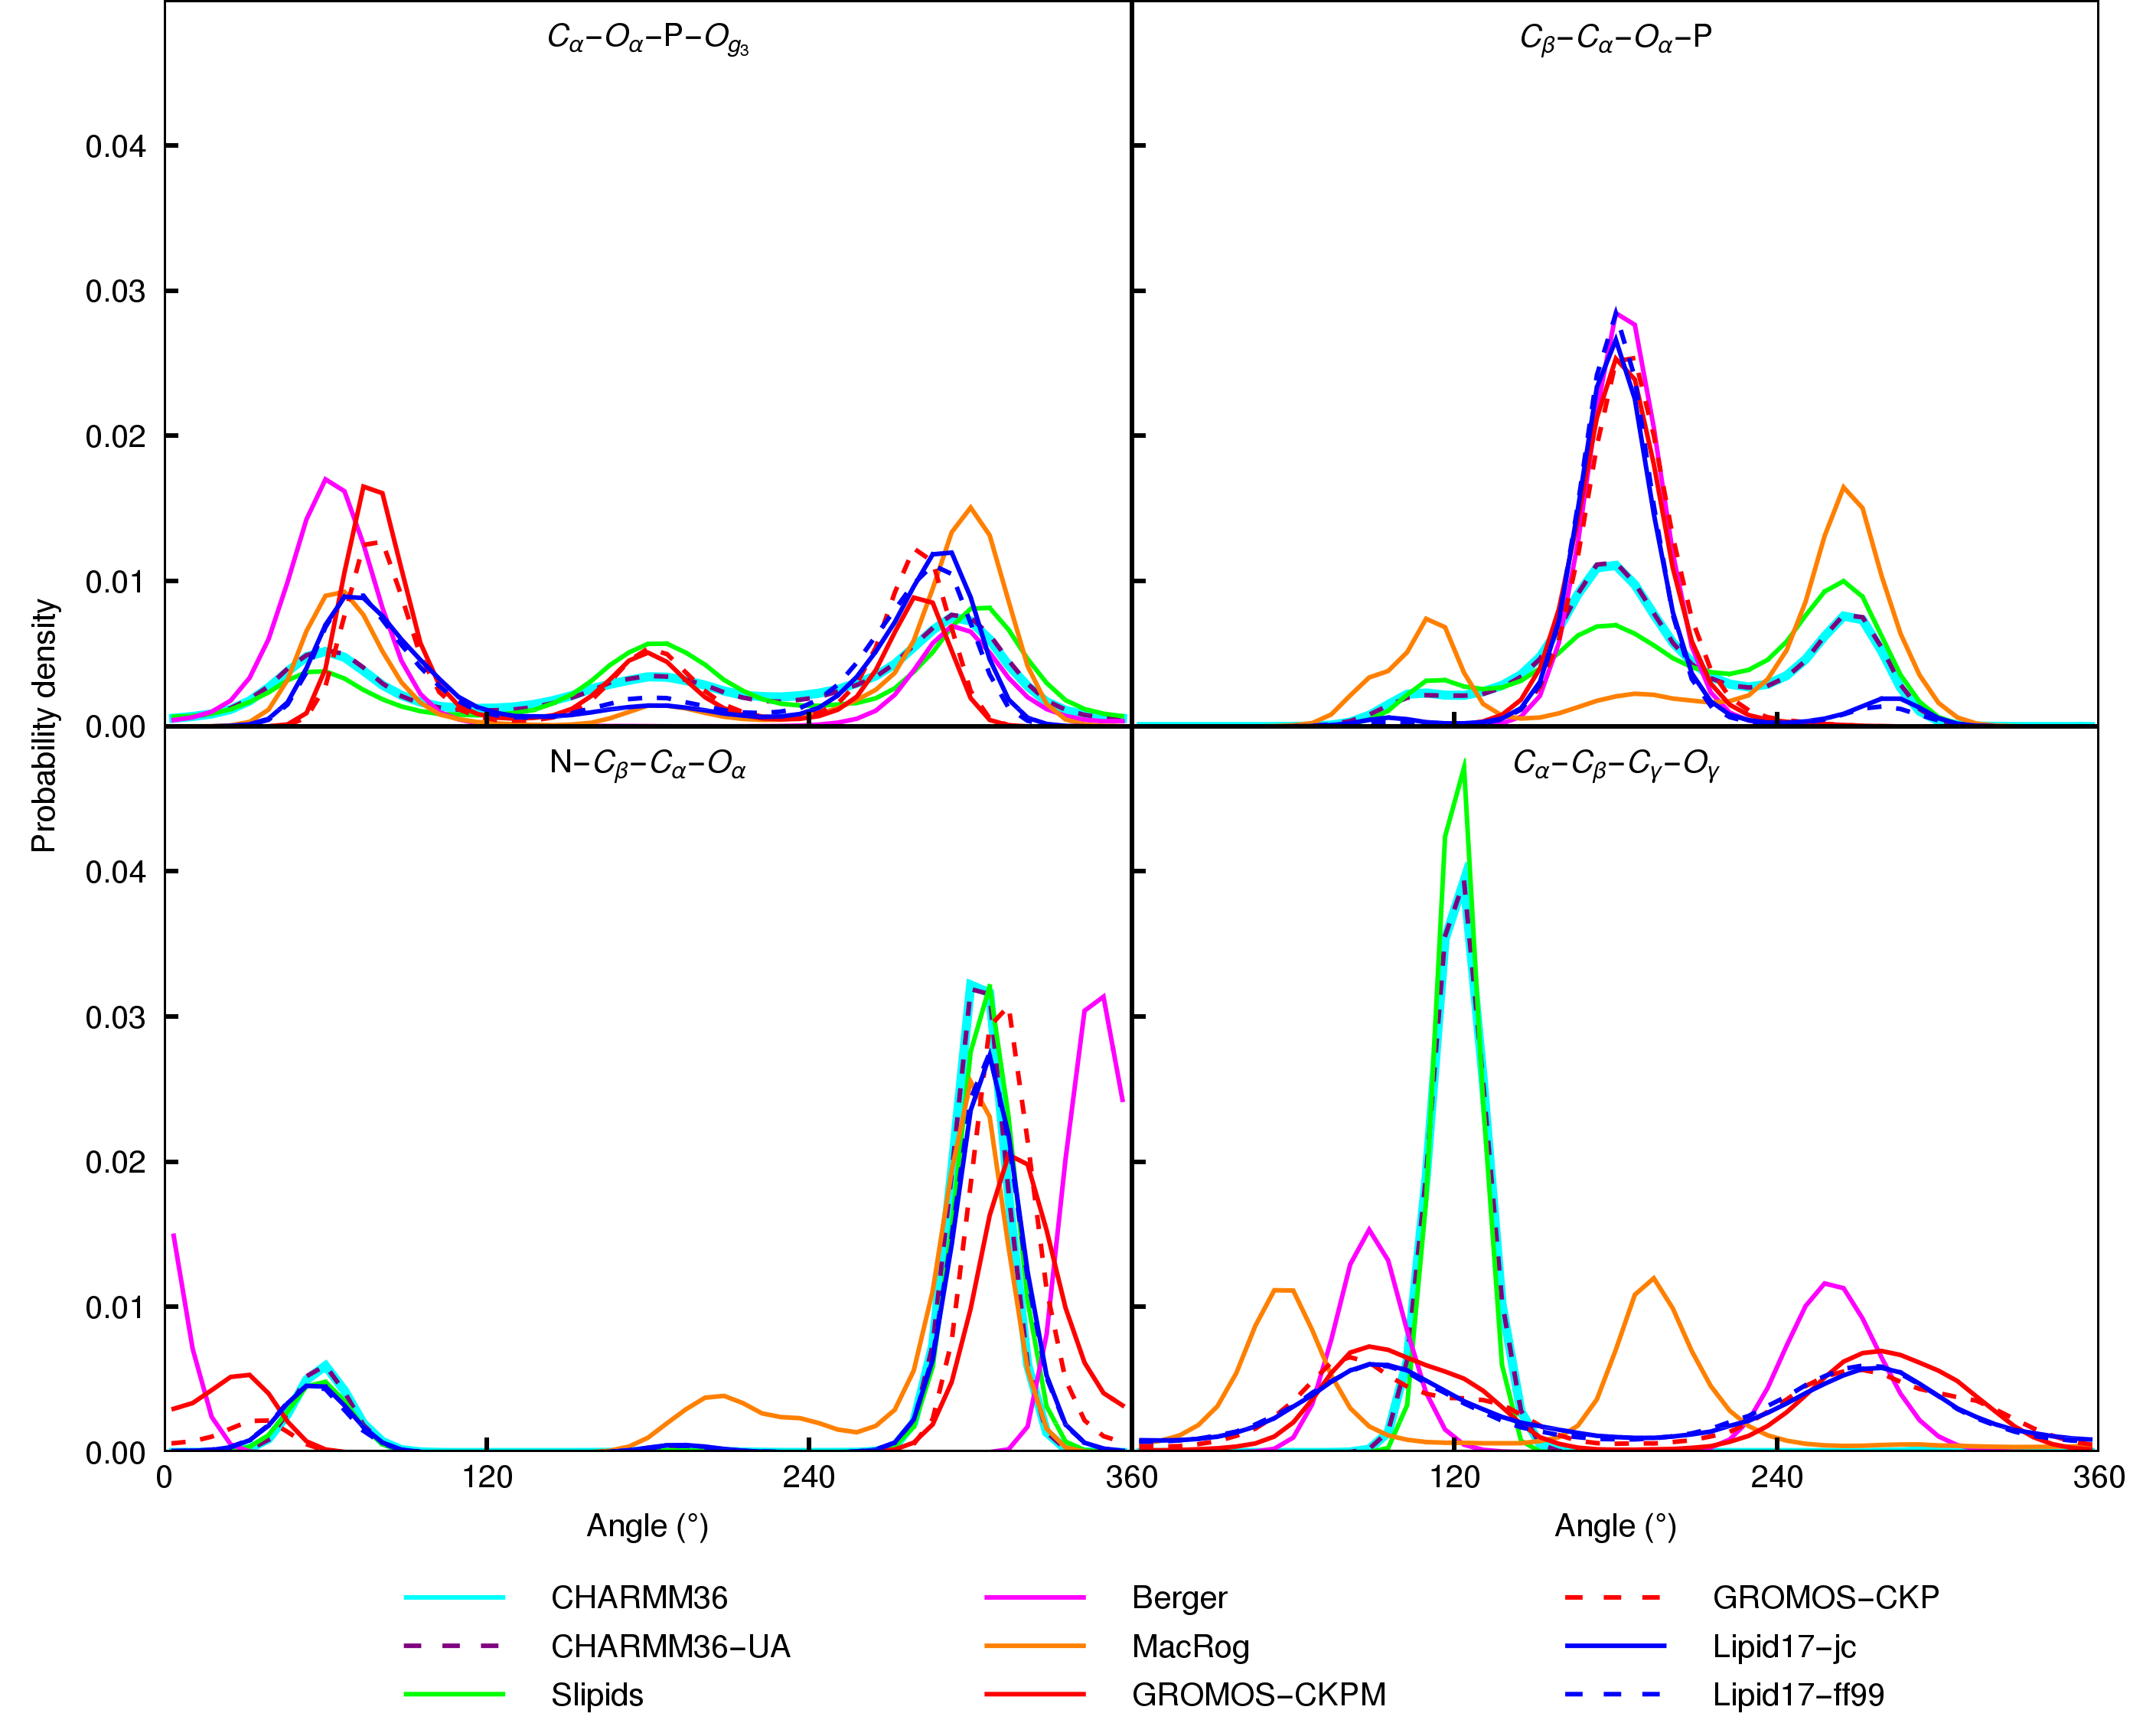 Cα−Oα−P−Og3
Cβ−Cα−Oα−P
0.04
0.03
0.02
0.01
0.00
N−Cβ−Cα−Oα
Cα−Cβ−Cγ−Oγ
Probability density
0.04
0.03
0.02
0.01
0.00
0 120 240 360 120 240 360
Angle (°) Angle (°)
CHARMM36 Berger GROMOS−CKP
CHARMM36−UA MacRog Lipid17−jc
Slipids GROMOS−CKPM Lipid17−ff99